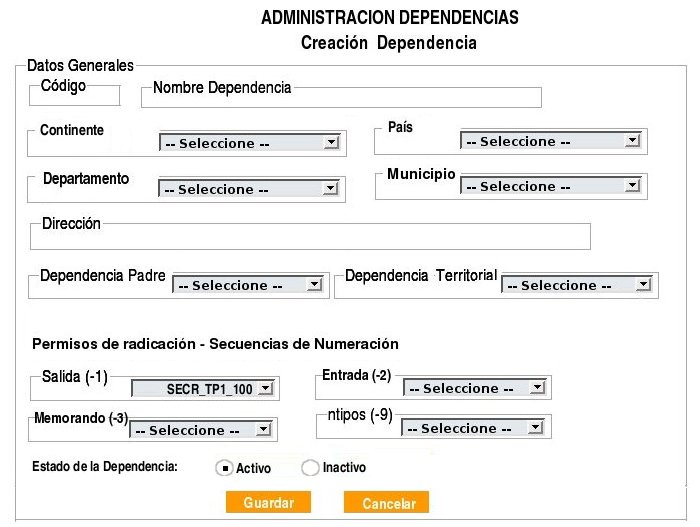 ADMINISTRACION DEPENDENCIAS
Creación Dependencia
Datos Generales
Código
Nombre Dependencia
Continente -- Seleccione --
País -- Seleccione --
Departamento -- Seleccione --
Municipio -- Seleccione --
Dirección
Dependencia Padre -- Seleccione --
Dependencia Territorial -- Seleccione --
Permisos de radicación - Secuencias de Numeración
Salida (-1) SECR_TP1_100
Entrada (-2) -- Seleccione --
Memorando (-3) -- Seleccione --
ntipos (-9) -- Seleccione --
Estado de la Dependencia: Activo Inactivo
Guardar Cancelar